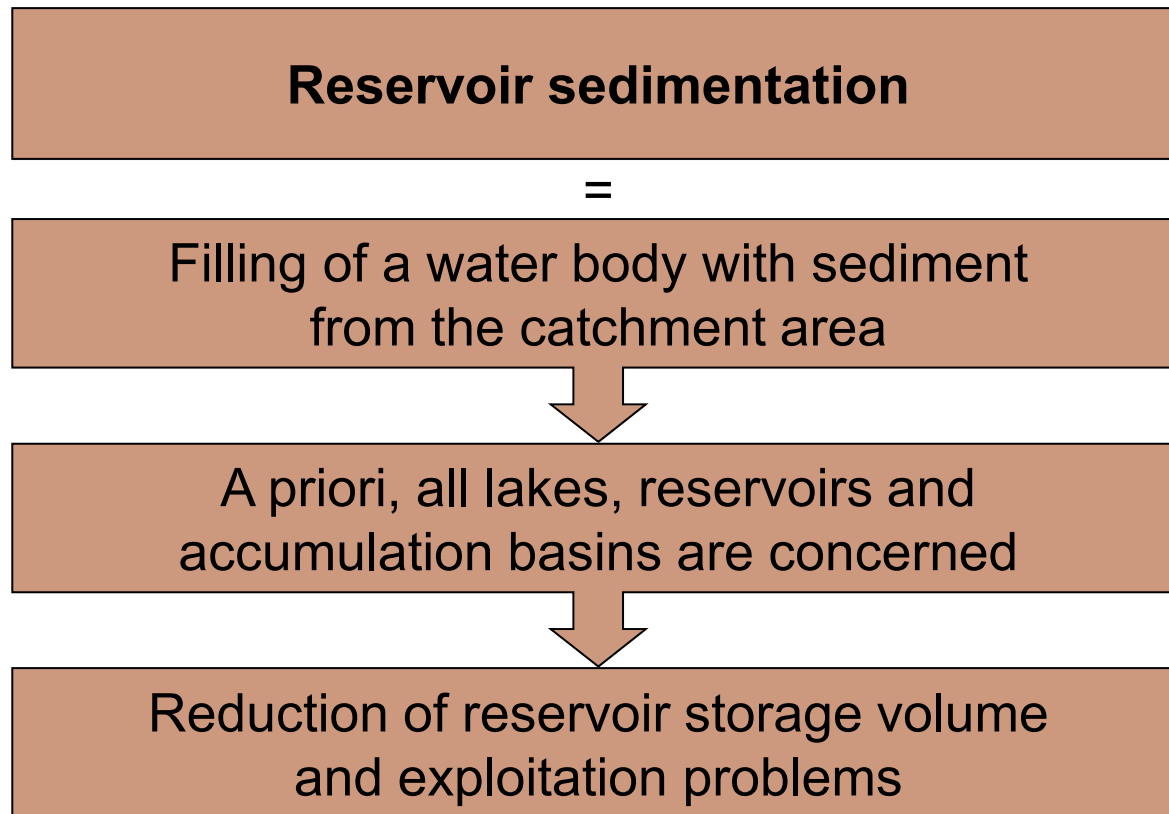 Reservoir sedimentation
=
Filling of a water body with sediment
from the catchment area
A priori, all lakes, reservoirs and
accumulation basins are concerned
Reduction of reservoir storage volume
and exploitation problems